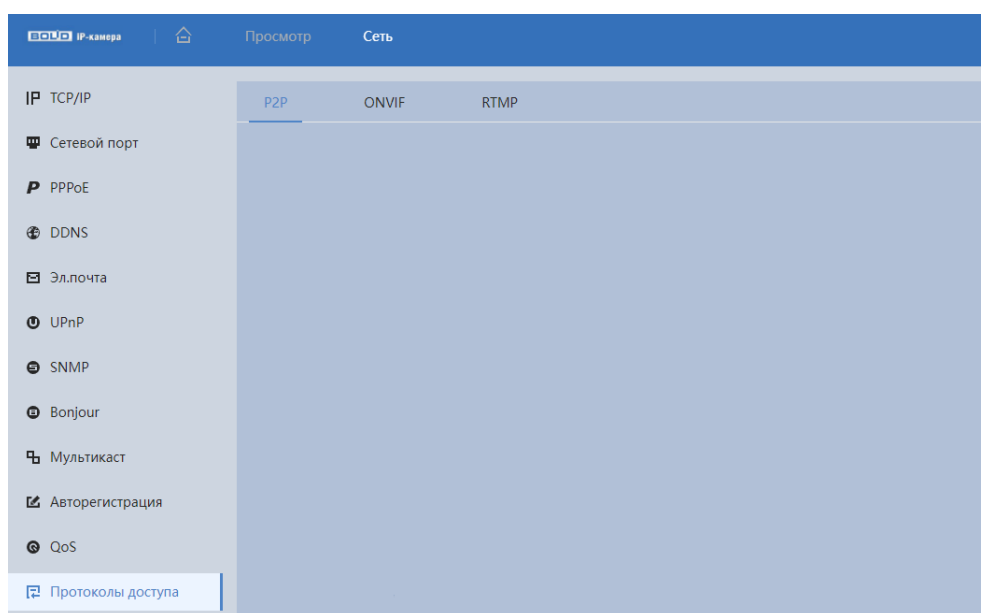 BOLID IP-камера Просмотр Сеть
IP TCP/IP
P2P ONVIF RTMP
Сетевой порт
PPPoE
DDNS
Эл.почта
UPnP
SNMP
Bonjour
Мультикаст
Авторегистрация
QoS
Протоколы доступа